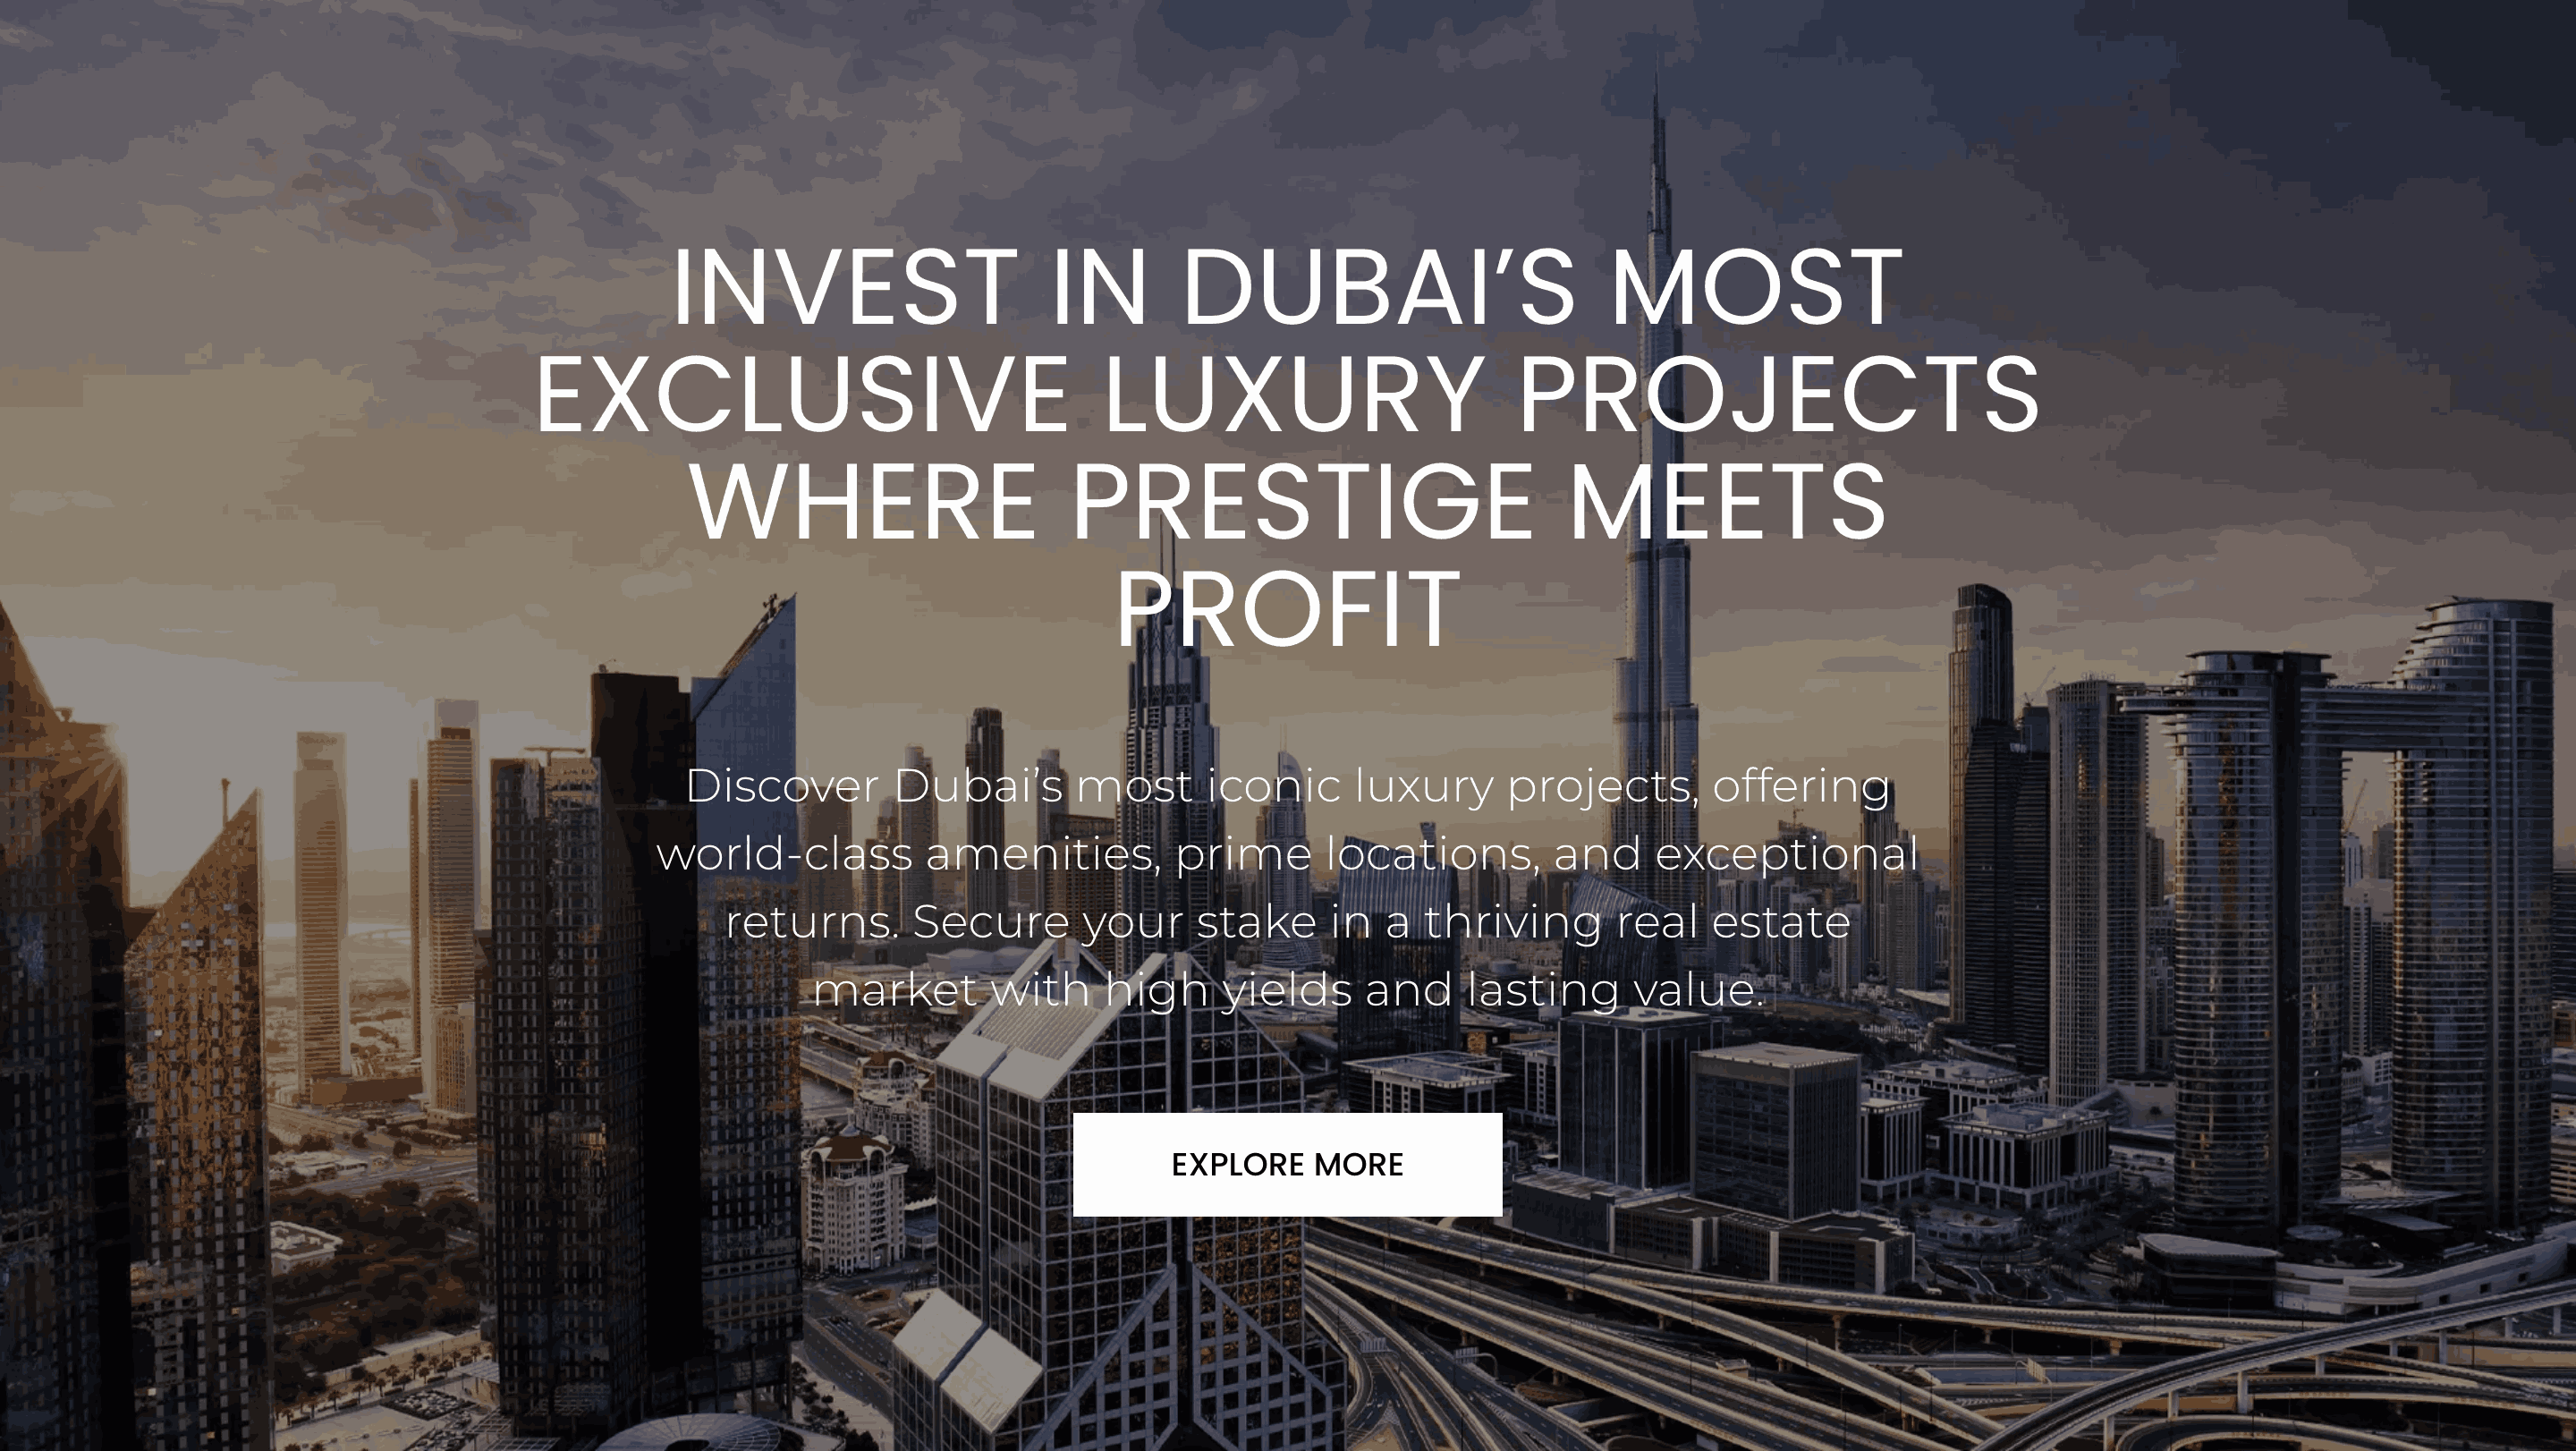 INVEST IN DUBAI’S MOST
EXCLUSIVE LUXURY PROJECTS
WHERE PRESTIGE MEETS
PROFIT
Discover Dubai’s most iconic luxury projects, offering
world-class amenities, prime locations, and exceptional
returns. Secure your stake in a thriving real estate
market with high yields and lasting value.
EXPLORE MORE